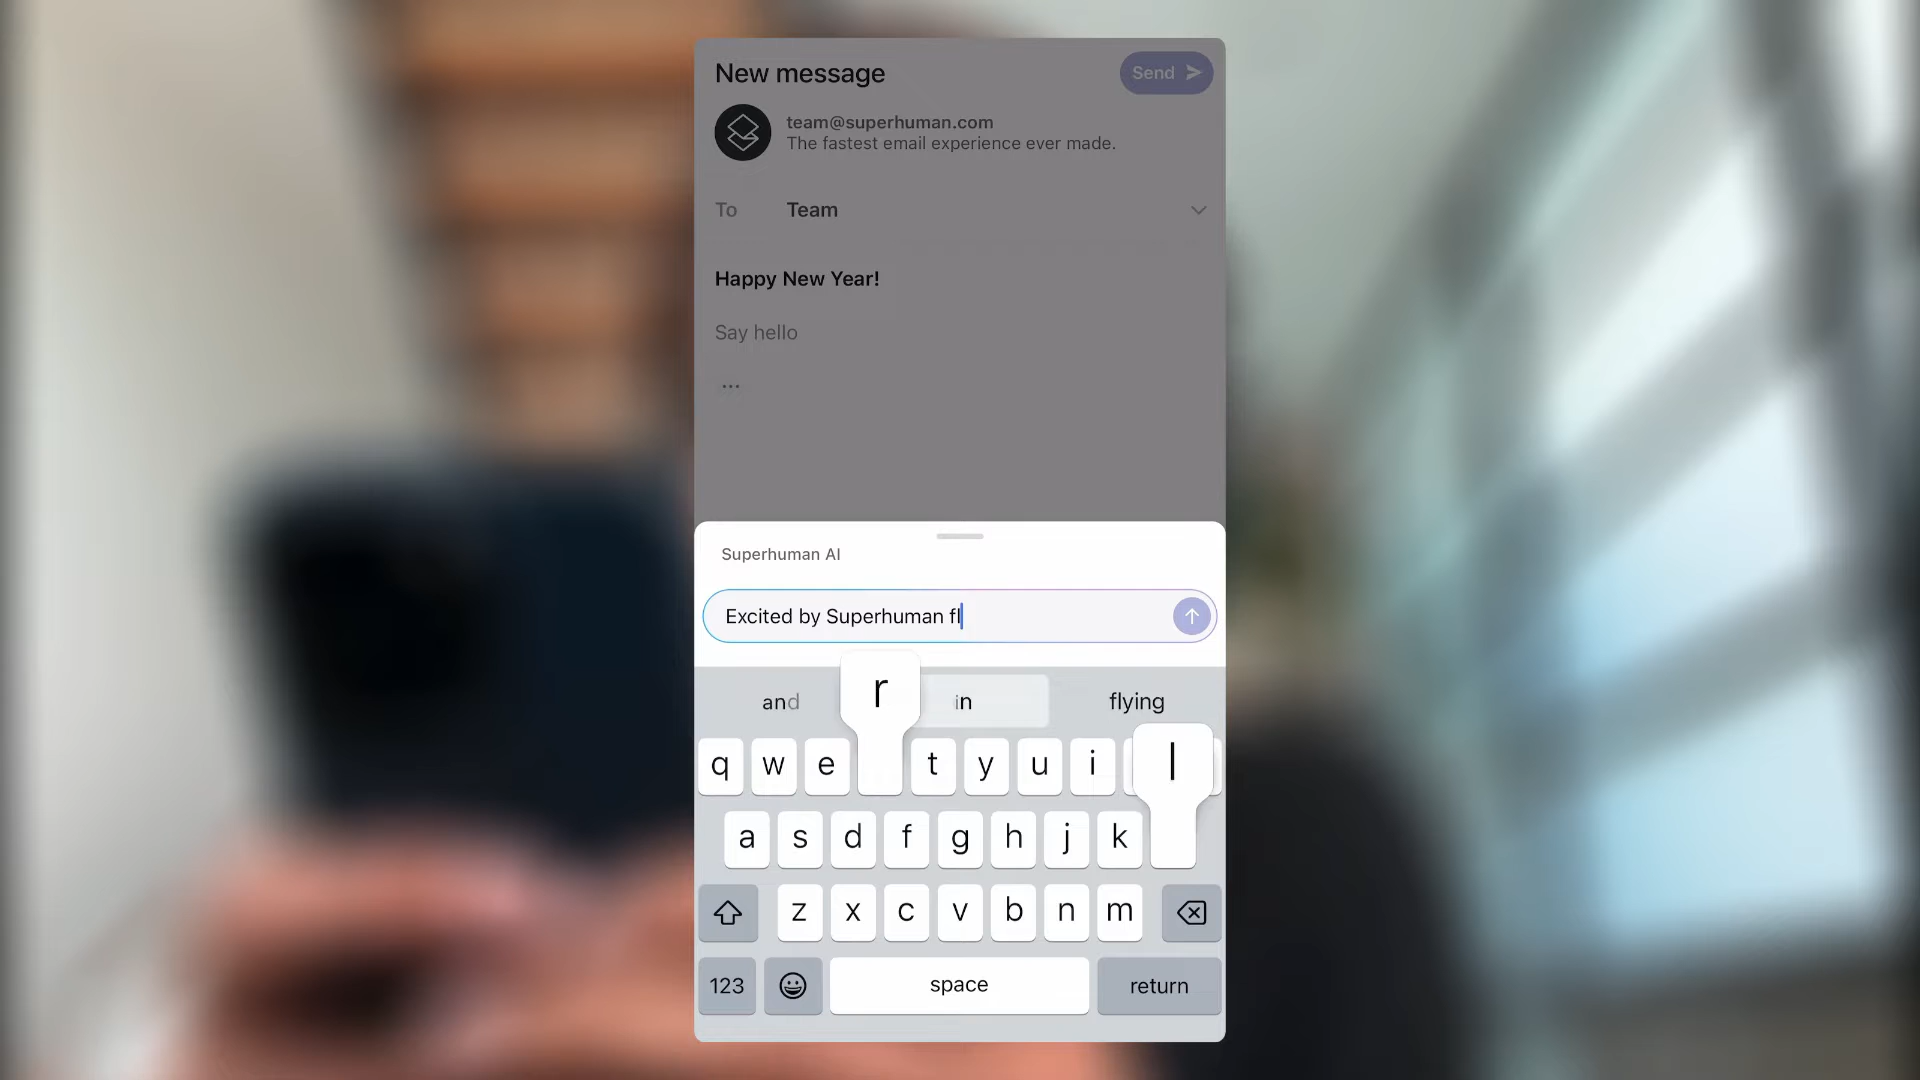 New message
Send
team@superhuman.com
The fastest email experience ever made.
To Team
Happy New Year!
Say hello
...
Superhuman AI
Excited by Superhuman fl
and in flying
q w e r t y u i
a s d f g h j k l
z x c v b n m
123 space return